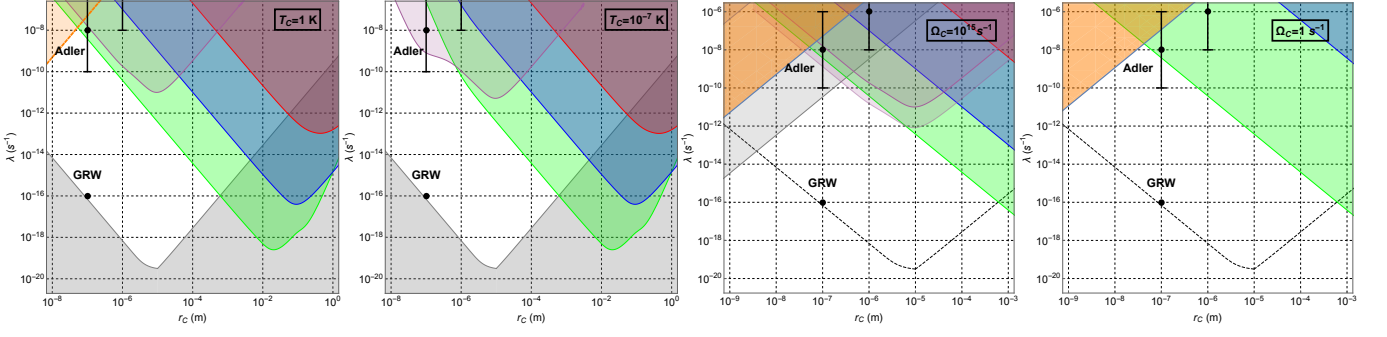 T_C=1 K
λ (s⁻¹)
10⁻⁸
10⁻¹⁰
10⁻¹²
10⁻¹⁴
10⁻¹⁶
10⁻¹⁸
10⁻²⁰
Adler
GRW
10⁻⁸ 10⁻⁶ 10⁻⁴ 10⁻² 10⁰
r_C (m)
T_C=10⁻⁷ K
λ (s⁻¹)
10⁻⁸
10⁻¹⁰
10⁻¹²
10⁻¹⁴
10⁻¹⁶
10⁻¹⁸
10⁻²⁰
Adler
GRW
10⁻⁸ 10⁻⁶ 10⁻⁴ 10⁻² 10⁰
r_C (m)
Ω_C=10¹⁵s⁻¹
λ (s⁻¹)
10⁻⁶
10⁻⁸
10⁻¹⁰
10⁻¹²
10⁻¹⁴
10⁻¹⁶
10⁻¹⁸
10⁻²⁰
Adler
GRW
10⁻⁹ 10⁻⁸ 10⁻⁷ 10⁻⁶ 10⁻⁵ 10⁻⁴ 10⁻³
r_C (m)
Ω_C=1 s⁻¹
λ (s⁻¹)
10⁻⁶
10⁻⁸
10⁻¹⁰
10⁻¹²
10⁻¹⁴
10⁻¹⁶
10⁻¹⁸
10⁻²⁰
Adler
GRW
10⁻⁹ 10⁻⁸ 10⁻⁷ 10⁻⁶ 10⁻⁵ 10⁻⁴ 10⁻³
r_C (m)